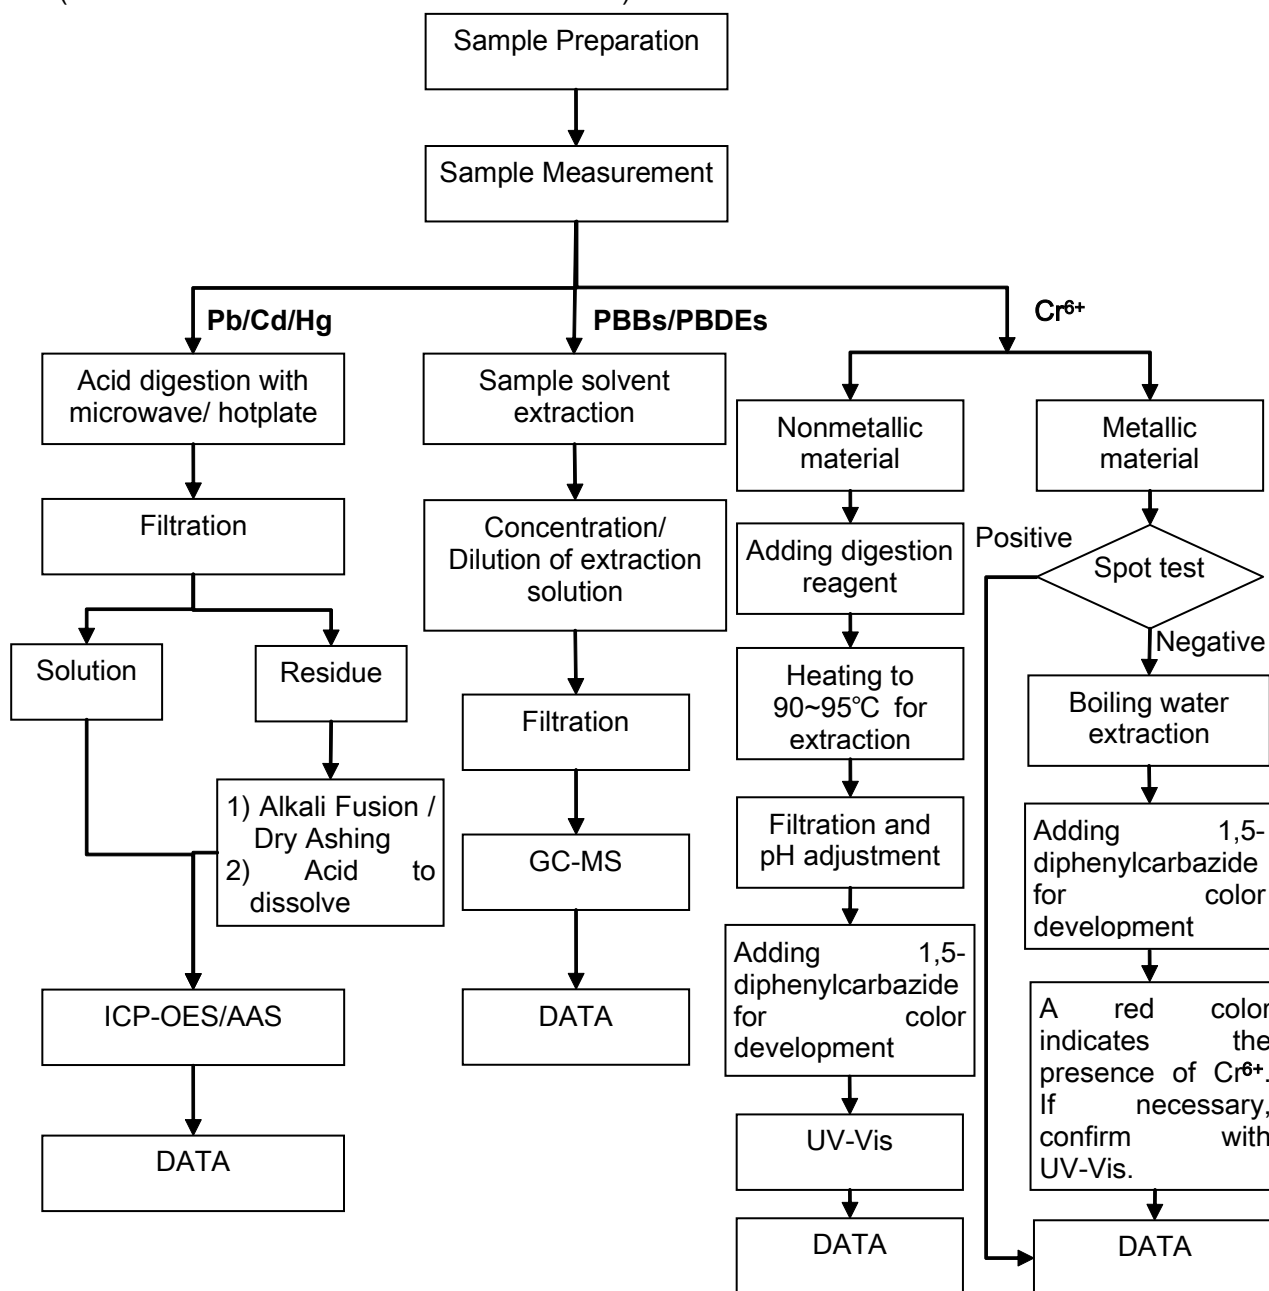 Sample Preparation
Sample Measurement
Pb/Cd/Hg
PBBs/PBDEs
Cr⁶⁺
Acid digestion with
microwave/ hotplate
Filtration
Solution
Residue
1) Alkali Fusion /
Dry Ashing
2) Acid to
dissolve
ICP-OES/AAS
DATA
Sample solvent
extraction
Concentration/
Dilution of extraction
solution
Filtration
GC-MS
DATA
Nonmetallic
material
Adding digestion
reagent
Heating to
90~95℃ for
extraction
Filtration and
pH adjustment
Adding 1,5-
diphenylcarbazide
for color
development
UV-Vis
DATA
Metallic
material
Positive
Spot test
Negative
Boiling water
extraction
Adding 1,5-
diphenylcarbazide
for color
development
A red color
indicates the
presence of Cr⁶⁺.
If necessary,
confirm with
UV-Vis.
DATA